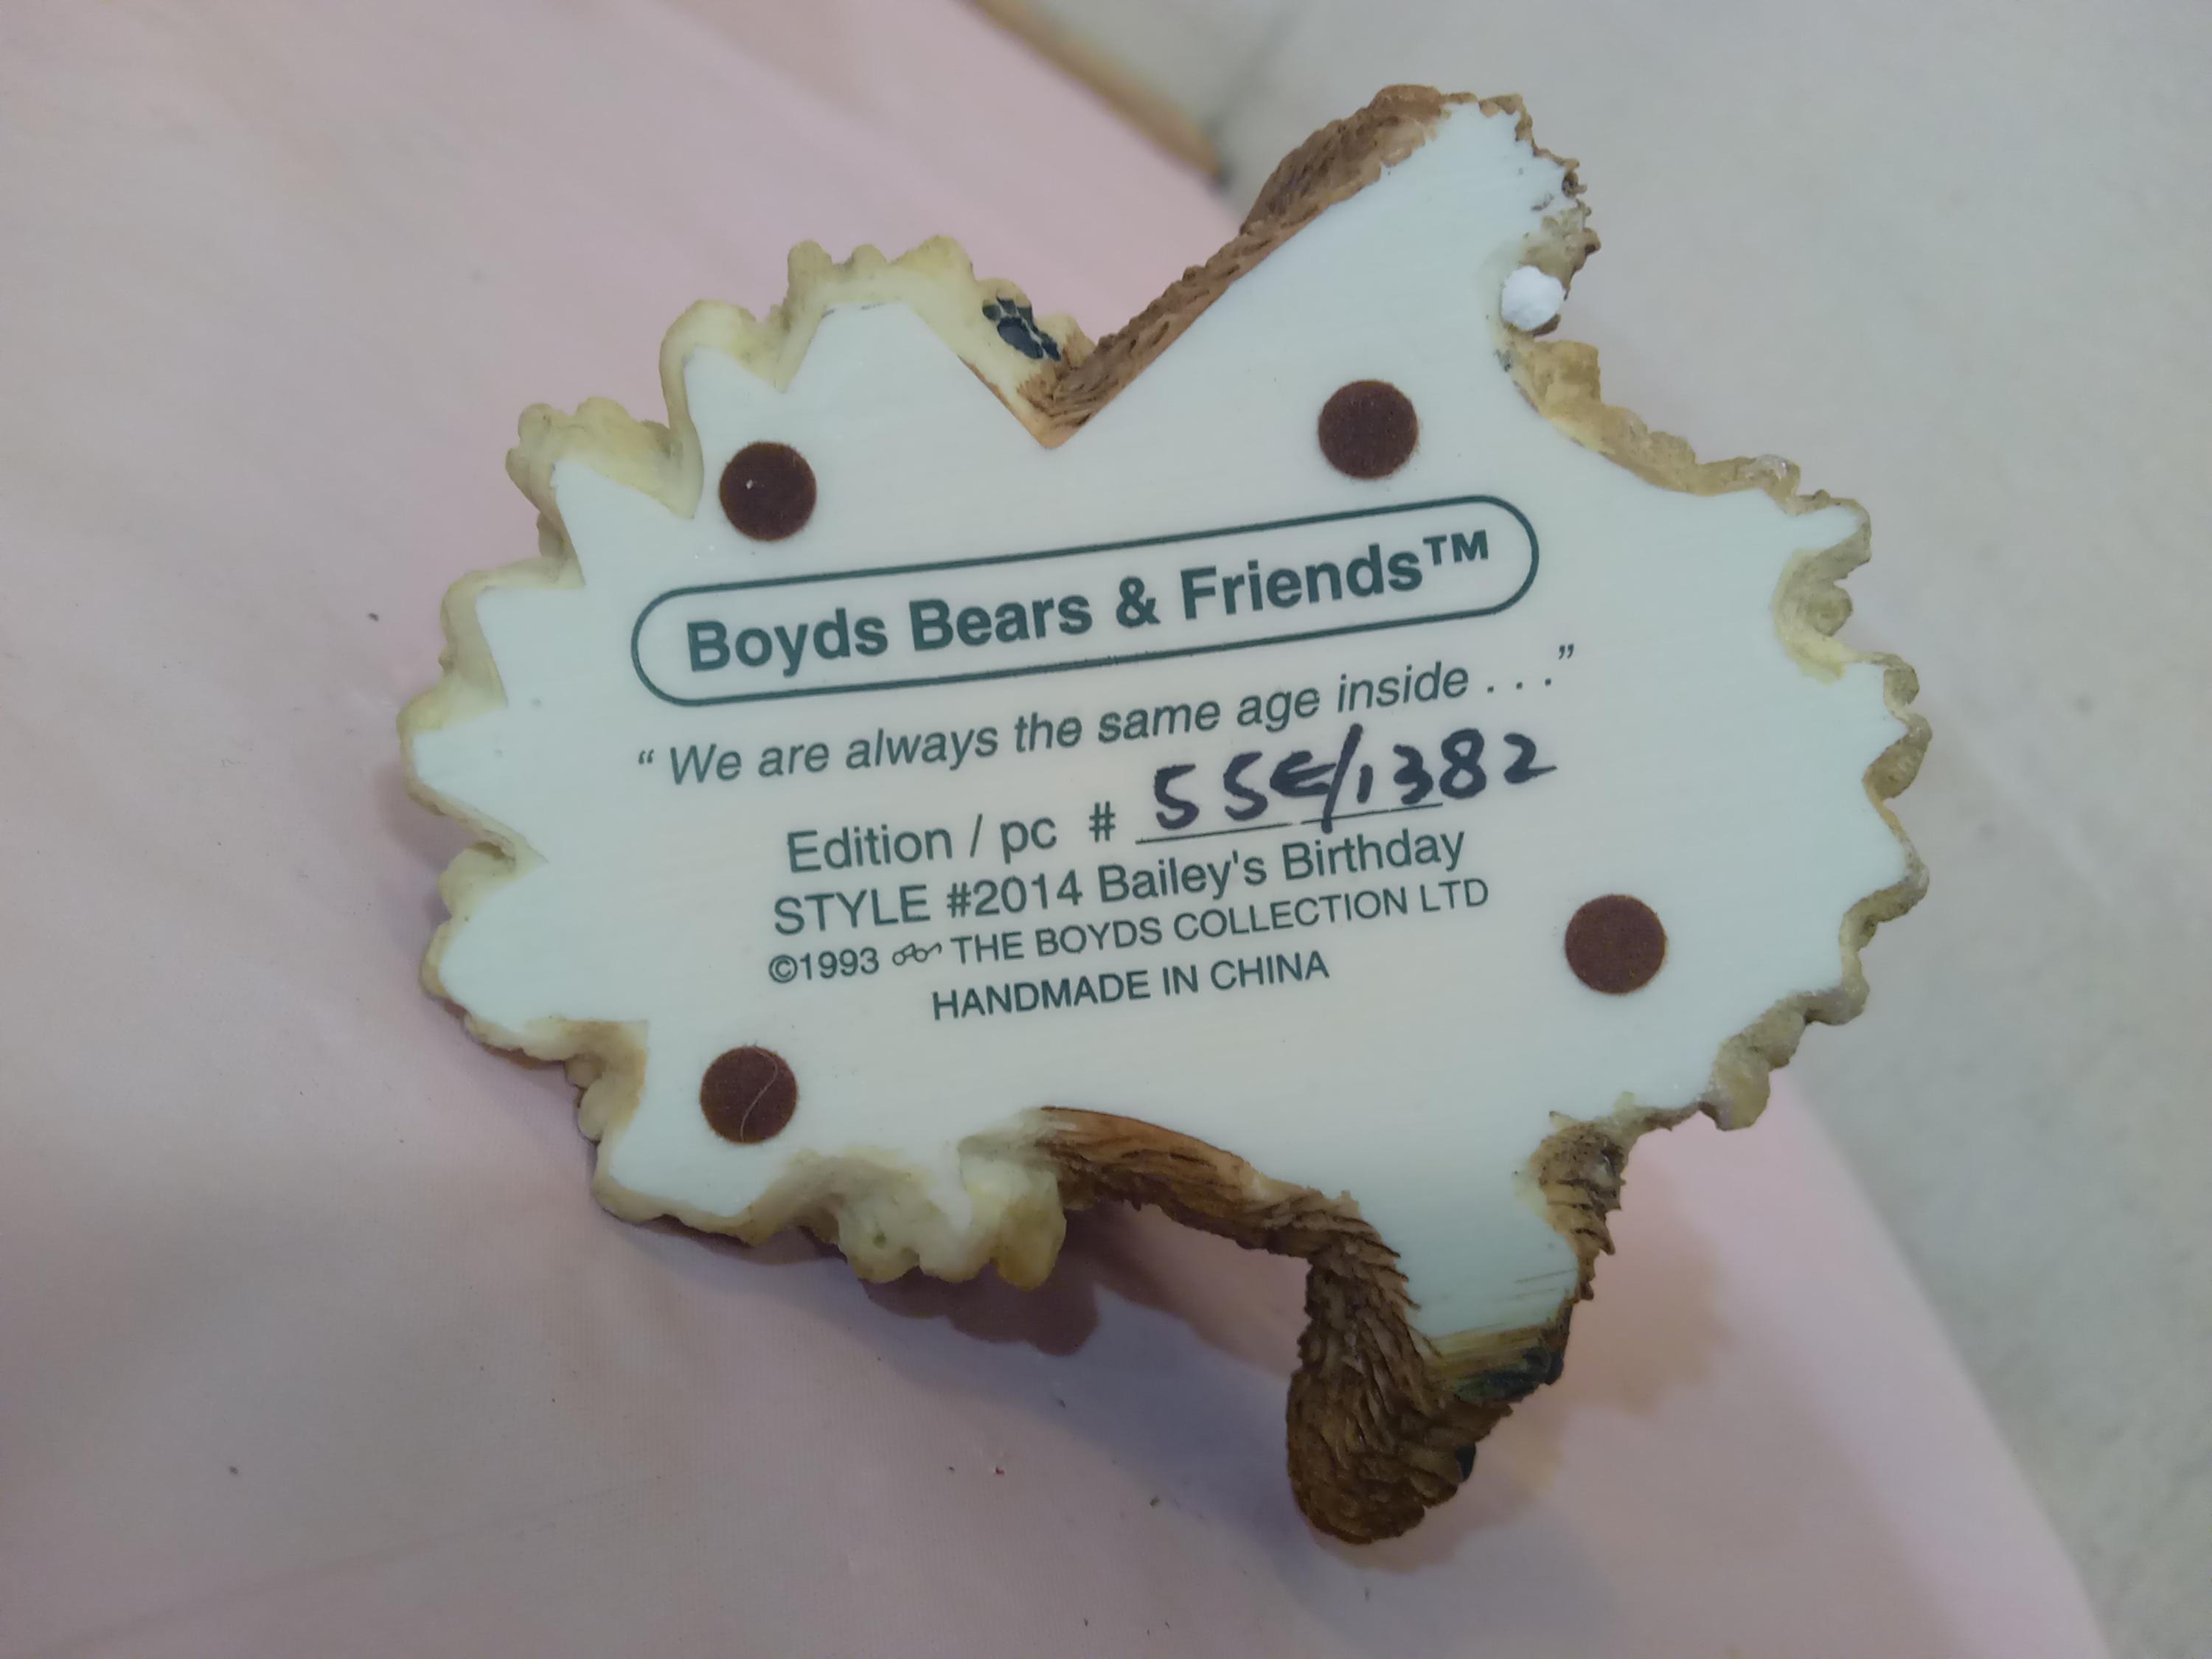 Boyds Bears & Friends™
“ We are always the same age inside . . .”
Edition / pc # 55E/1382
STYLE #2014 Bailey's Birthday
©1993 THE BOYDS COLLECTION LTD
HANDMADE IN CHINA